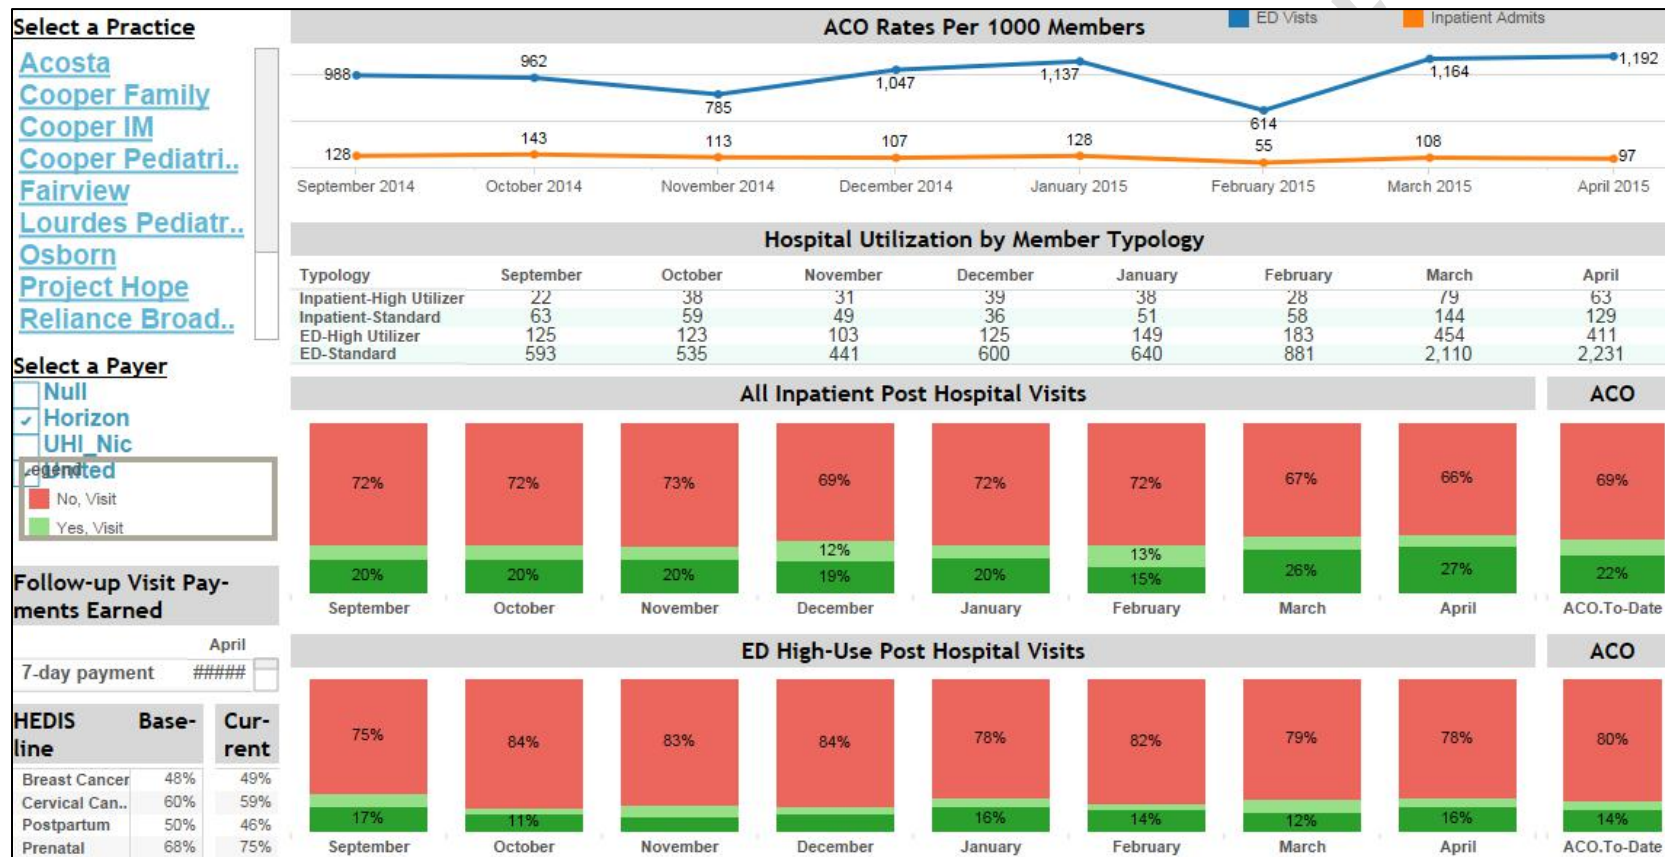 Select a Practice
Acosta
Cooper Family
Cooper IM
Cooper Pediatri..
Fairview
Lourdes Pediatr..
Osborn
Project Hope
Reliance Broad..
Select a Payer
Null
Horizon
UHI_Nic
United
Legend
No, Visit
Yes, Visit
Follow-up Visit Pay-
ments Earned
April
7-day payment #####
HEDIS Base- Cur-
line rent
Breast Cancer 48% 49%
Cervical Can.. 60% 59%
Postpartum 50% 46%
Prenatal 68% 75%
ACO Rates Per 1000 Members
ED Vists Inpatient Admits
988 962 785 1,047 1,137 614 1,164 1,192
128 143 113 107 128 55 108 97
September 2014 October 2014 November 2014 December 2014 January 2015 February 2015 March 2015 April 2015
Hospital Utilization by Member Typology
Typology September October November December January February March April
Inpatient-High Utilizer 22 38 31 39 38 28 79 63
Inpatient-Standard 63 59 49 36 51 58 144 129
ED-High Utilizer 125 123 103 125 149 183 454 411
ED-Standard 593 535 441 600 640 881 2,110 2,231
All Inpatient Post Hospital Visits ACO
72% 72% 73% 69% 72% 72% 67% 66% 69%
12% 13%
20% 20% 20% 19% 20% 15% 26% 27% 22%
September October November December January February March April ACO.To-Date
ED High-Use Post Hospital Visits ACO
75% 84% 83% 84% 78% 82% 79% 78% 80%
17% 11% 16% 14% 12% 16% 14%
September October November December January February March April ACO.To-Date